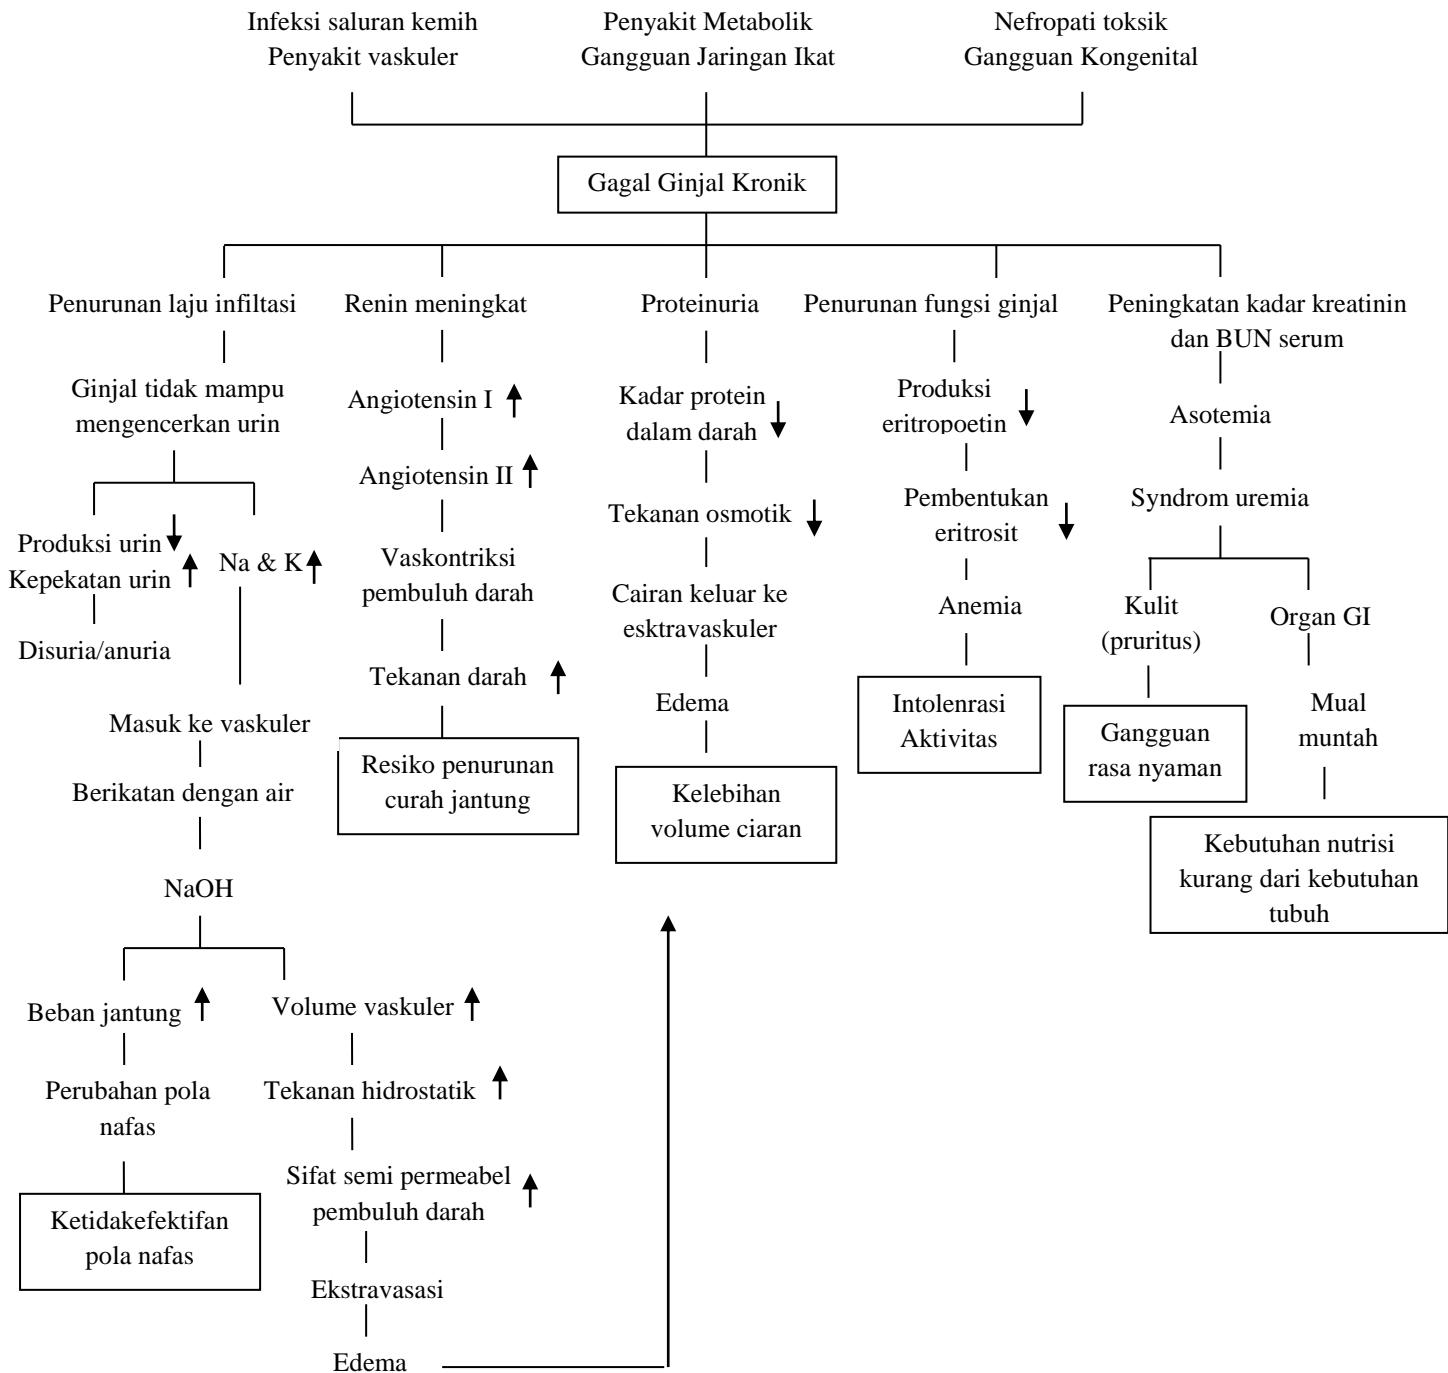 Infeksi saluran kemih
Penyakit vaskuler
Penyakit Metabolik
Gangguan Jaringan Ikat
Nefropati toksik
Gangguan Kongenital
Gagal Ginjal Kronik
Penurunan laju infiltasi
Ginjal tidak mampu
mengencerkan urin
Produksi urin
Kepekatan urin
Disuria/anuria
Na & K
Masuk ke vaskuler
Berikatan dengan air
NaOH
Beban jantung
Perubahan pola
nafas
Ketidakefektifan
pola nafas
Volume vaskuler
Tekanan hidrostatik
Sifat semi permeabel
pembuluh darah
Ekstravasasi
Edema
Renin meningkat
Angiotensin I
Angiotensin II
Vaskontriksi
pembuluh darah
Tekanan darah
Resiko penurunan
curah jantung
Proteinuria
Kadar protein
dalam darah
Tekanan osmotik
Cairan keluar ke
esktravaskuler
Edema
Kelebihan
volume ciaran
Penurunan fungsi ginjal
Produksi
eritropoetin
Pembentukan
eritrosit
Anemia
Intolenrasi
Aktivitas
Peningkatan kadar kreatinin
dan BUN serum
Asotemia
Syndrom uremia
Kulit
(pruritus)
Gangguan
rasa nyaman
Organ GI
Mual
muntah
Kebutuhan nutrisi
kurang dari kebutuhan
tubuh